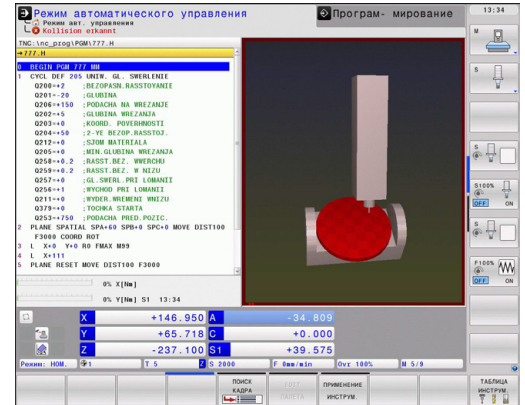 Режим автоматического управления
Режим авт. управления
Kollision erkannt
Програм- мирование
13:34
TNC:\nc_prog\PGM\777.H
→777.H
0 BEGIN PGM 777 MM
1 CYCL DEF 205 UNIW. GL. SWERLENIE
Q200=+2 ;BEZOPASN.RASSTOYANIE
Q201=-20 ;GLUBINA
Q206=+150 ;PODACHA NA WREZANJE
Q202=+5 ;GLUBINA WREZANJA
Q203=+0 ;KOORD. POVERHNOSTI
Q204=+50 ;2-YE BEZOP.RASSTOJ.
Q212=+0 ;SJOM MATERIALA
Q205=+0 ;MIN.GLUBINA WREZANJA
Q258=+0.2 ;RASST.BEZ. WWERCHU
Q259=+0.2 ;RASST.BEZ. W NIZU
Q257=+0 ;GL.SWERL.PRI LOMANII
Q256=+1 ;WYCHOD PRI LOMANII
Q211=+0 ;WYDER.WREMENI WNIZU
Q379=+0 ;TOCHKA STARTA
Q253=+750 ;PODACHA PRED.POZIC.
2 PLANE SPATIAL SPA+60 SPB+0 SPC+0 MOVE DIST100
F3000 COORD ROT
3 L X+0 Y+0 R0 FMAX M99
4 L X+111
5 PLANE RESET MOVE DIST100 F3000
0% X[Nm]
0% Y[Nm] S1 13:34
X +146.950 A -34.809
Y +65.718 C +0.000
Z -237.100 S1 +39.575
Режим: НОМ. 1 T 5 Z S 2000 F 0mm/min Ovr 100% M 5/9
M
S
S
S100%
OFF ON
S
F100%
OFF ON
ПОИСК
КАДРА
ПРИМЕНЕНИЕ
ИНСТРУМ.
ТАБЛИЦА
ИНСТРУМ.